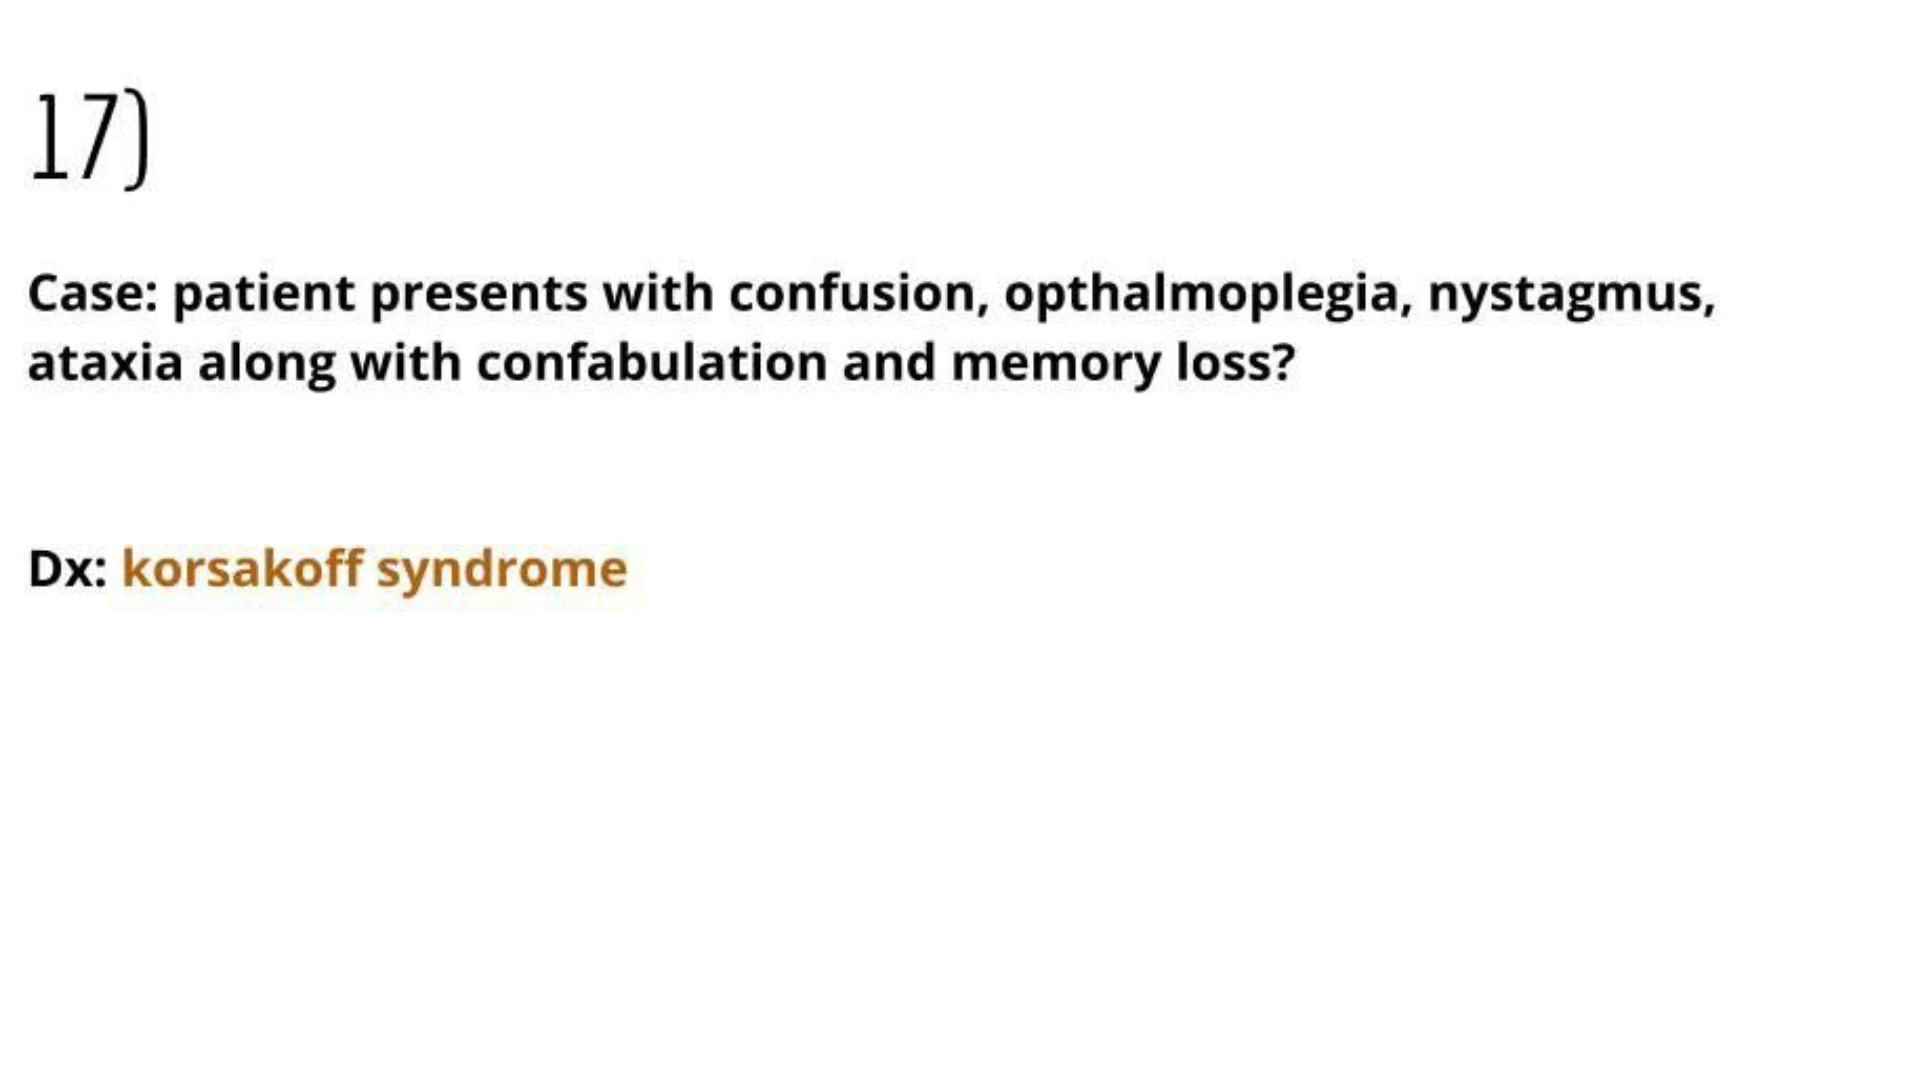 17)
Case: patient presents with confusion, opthalmoplegia, nystagmus,
ataxia along with confabulation and memory loss?
Dx: korsakoff syndrome